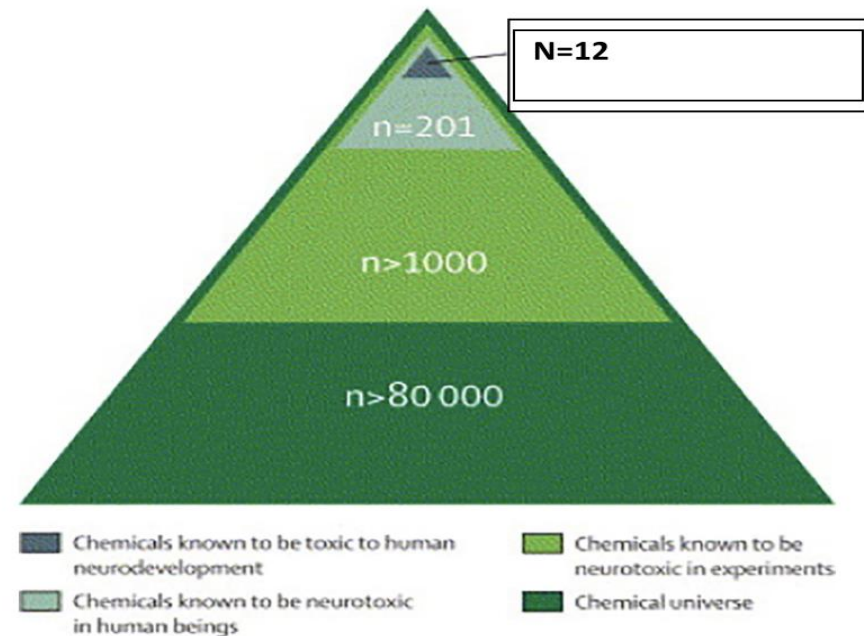 N=12
n=201
n>1000
n>80 000
Chemicals known to be toxic to human
neurodevelopment
Chemicals known to be neurotoxic
in human beings
Chemicals known to be
neurotoxic in experiments
Chemical universe